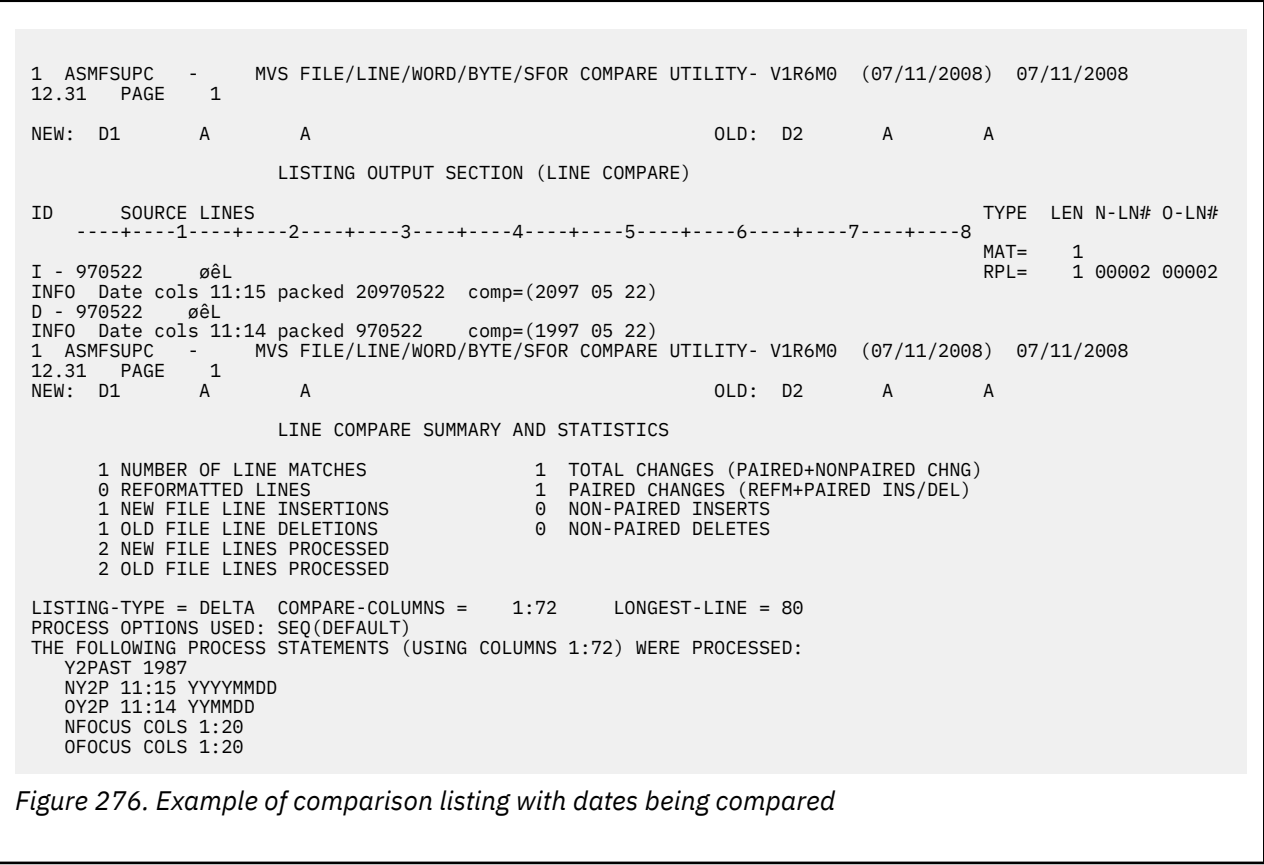 1  ASMFSUPC   -     MVS FILE/LINE/WORD/BYTE/SFOR COMPARE UTILITY- V1R6M0  (07/11/2008)  07/11/2008
12.31   PAGE    1
NEW:  D1       A        A                                    OLD:  D2       A        A
LISTING OUTPUT SECTION (LINE COMPARE)
ID      SOURCE LINES                                                                 TYPE  LEN N-LN# O-LN#
----+----1----+----2----+----3----+----4----+----5----+----6----+----7----+----8
MAT=    1
I - 970522    øêL                                                                    RPL=    1 00002 00002
INFO  Date cols 11:15 packed 20970522  comp=(2097 05 22)
D - 970522    øêL
INFO  Date cols 11:14 packed 970522    comp=(1997 05 22)
1  ASMFSUPC   -     MVS FILE/LINE/WORD/BYTE/SFOR COMPARE UTILITY- V1R6M0  (07/11/2008)  07/11/2008
12.31   PAGE    1
NEW:  D1       A        A                                    OLD:  D2       A        A
LINE COMPARE SUMMARY AND STATISTICS
1 NUMBER OF LINE MATCHES               1  TOTAL CHANGES (PAIRED+NONPAIRED CHNG)
0 REFORMATTED LINES                    1  PAIRED CHANGES (REFM+PAIRED INS/DEL)
1 NEW FILE LINE INSERTIONS             0  NON-PAIRED INSERTS
1 OLD FILE LINE DELETIONS              0  NON-PAIRED DELETES
2 NEW FILE LINES PROCESSED
2 OLD FILE LINES PROCESSED
LISTING-TYPE = DELTA  COMPARE-COLUMNS =    1:72     LONGEST-LINE = 80
PROCESS OPTIONS USED: SEQ(DEFAULT)
THE FOLLOWING PROCESS STATEMENTS (USING COLUMNS 1:72) WERE PROCESSED:
Y2PAST 1987
NY2P 11:15 YYYYMMDD
OY2P 11:14 YYMMDD
NFOCUS COLS 1:20
OFOCUS COLS 1:20
Figure 276. Example of comparison listing with dates being compared